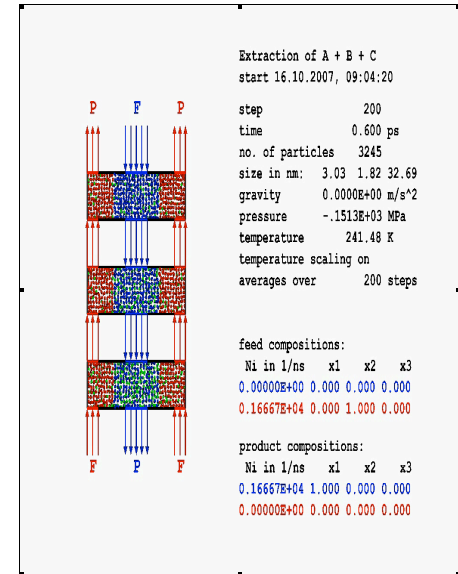 Extraction of A + B + C
start 16.10.2007, 09:04:20
P F P
step 200
time 0.600 ps
no. of particles 3245
size in nm: 3.03 1.82 32.69
gravity 0.0000E+00 m/s^2
pressure -.1513E+03 MPa
temperature 241.48 K
temperature scaling on
averages over 200 steps
feed compositions:
Ni in 1/ns x1 x2 x3
0.00000E+00 0.000 0.000 0.000
0.16667E+04 0.000 1.000 0.000
product compositions:
Ni in 1/ns x1 x2 x3
F P F
0.16667E+04 1.000 0.000 0.000
0.00000E+00 0.000 0.000 0.000